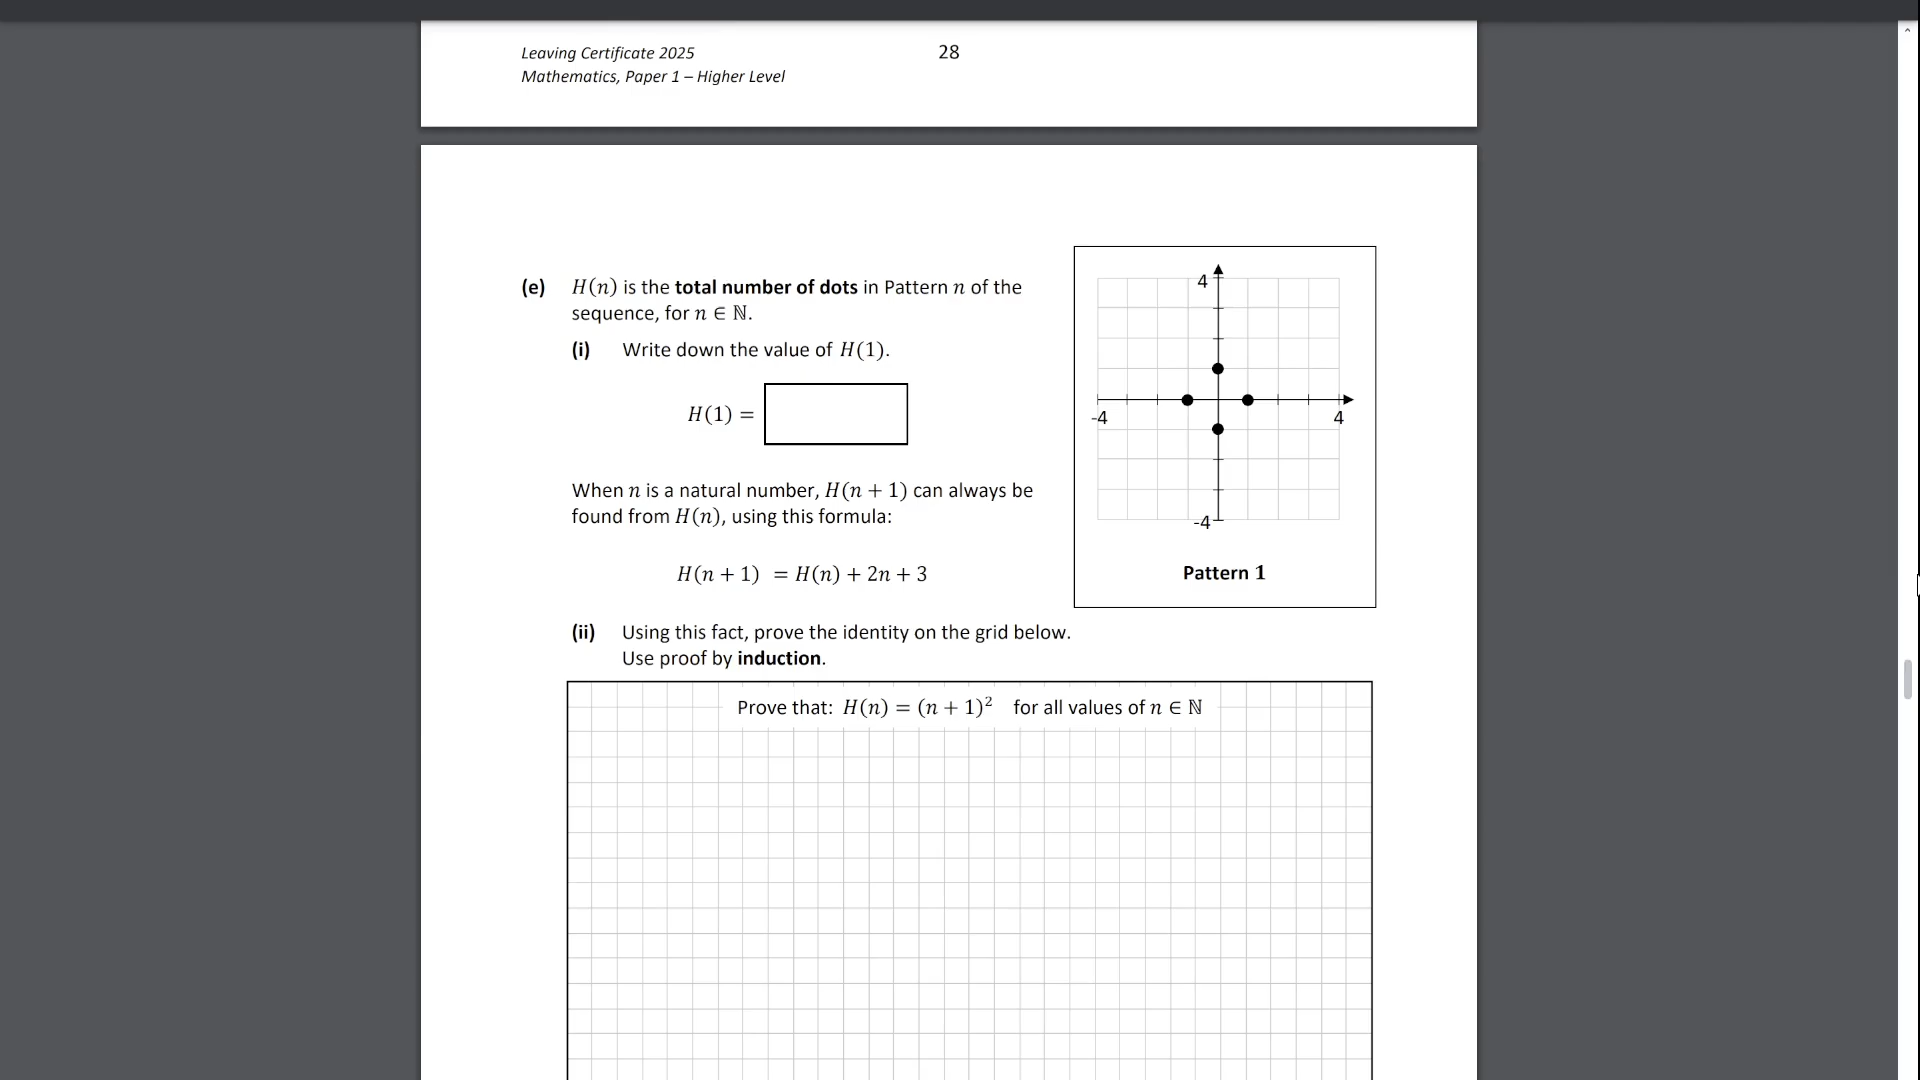 Leaving Certificate 2025
28
Mathematics, Paper 1 – Higher Level
(e) H(n) is the total number of dots in Pattern n of the
sequence, for n ∈ ℕ.
(i) Write down the value of H(1).
H(1) =
When n is a natural number, H(n + 1) can always be
found from H(n), using this formula:
H(n + 1) = H(n) + 2n + 3
4
-4
4
-4
Pattern 1
(ii) Using this fact, prove the identity on the grid below.
Use proof by induction.
Prove that: H(n) = (n + 1)² for all values of n ∈ ℕ